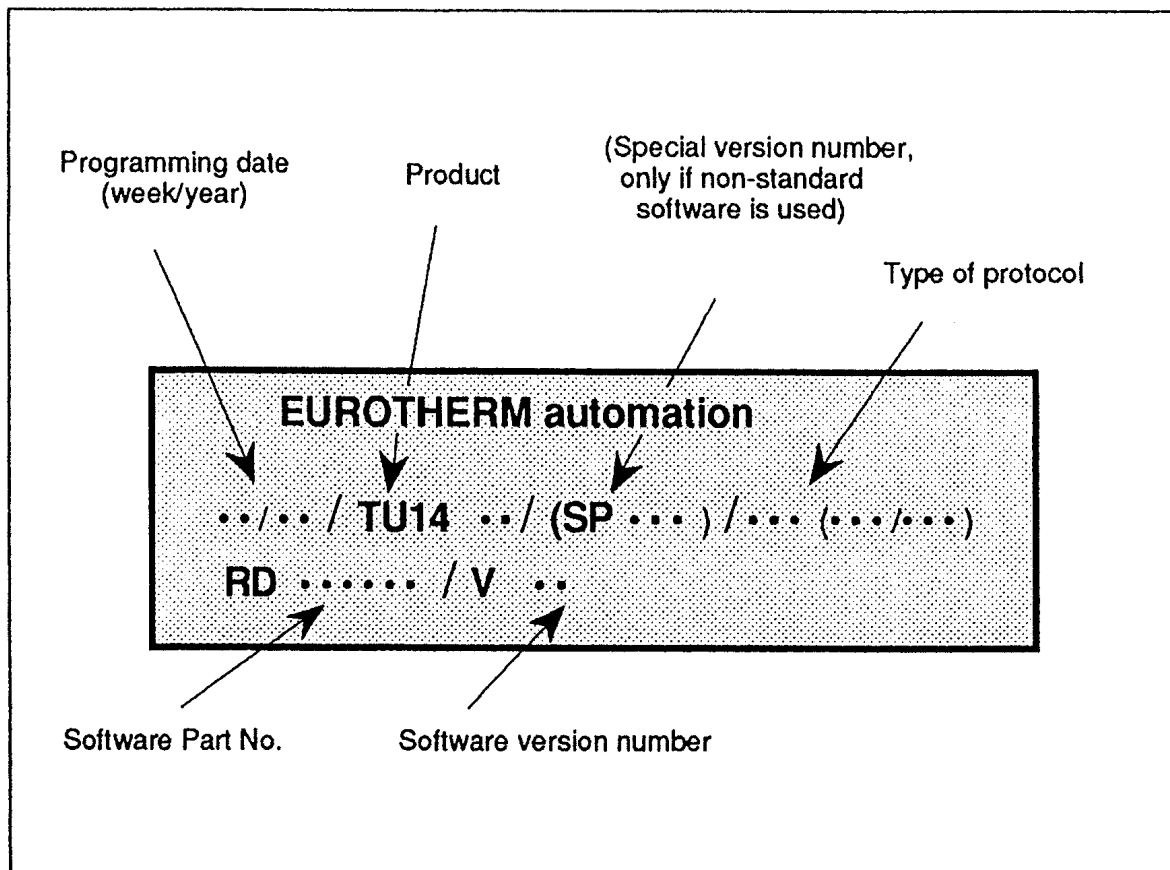 Programming date
(week/year)
Product
(Special version number,
only if non-standard
software is used)
Type of protocol
EUROTHERM automation
••/•• / TU14 ••/ (SP ••• ) / ••• (•••/•••)
RD •••••• / V ••
Software Part No.
Software version number